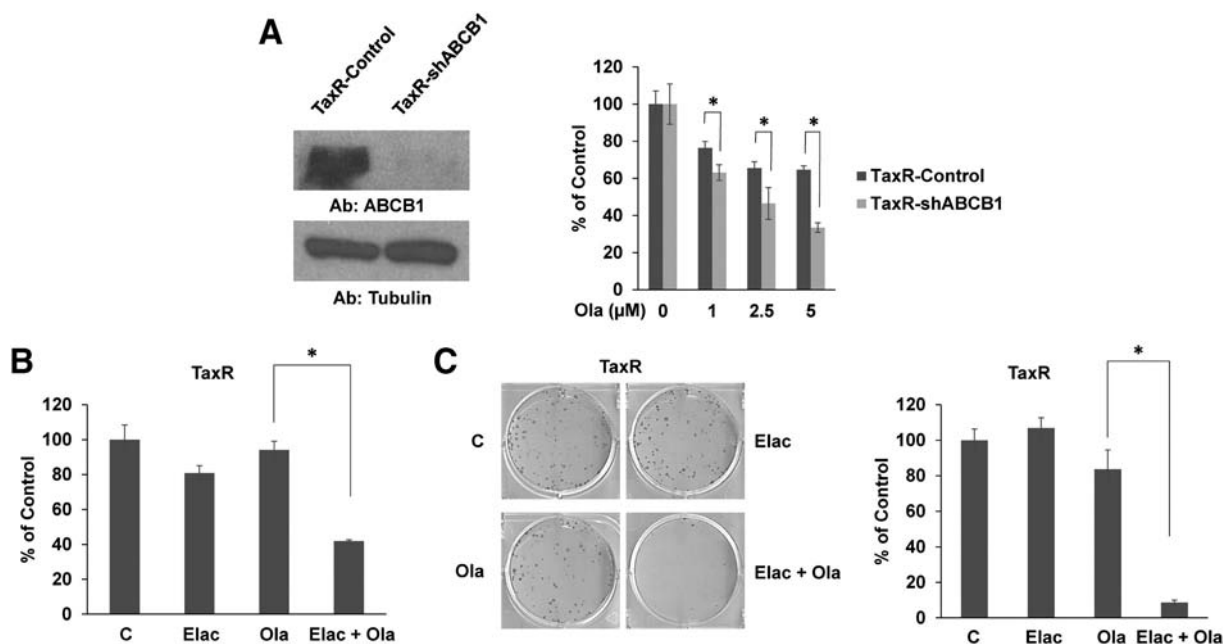 A
TaxR-Control
TaxR-shABCB1
Ab: ABCB1
Ab: Tubulin
% of Control
120
100
80
60
40
20
0
* * *
Ola (µM) 0 1 2.5 5
TaxR-Control
TaxR-shABCB1
B
TaxR
*
% of Control
120
100
80
60
40
20
0
C Elac Ola Elac + Ola
C
TaxR
C
Elac
Ola
Elac + Ola
TaxR
*
% of Control
120
100
80
60
40
20
0
C Elac Ola Elac + Ola